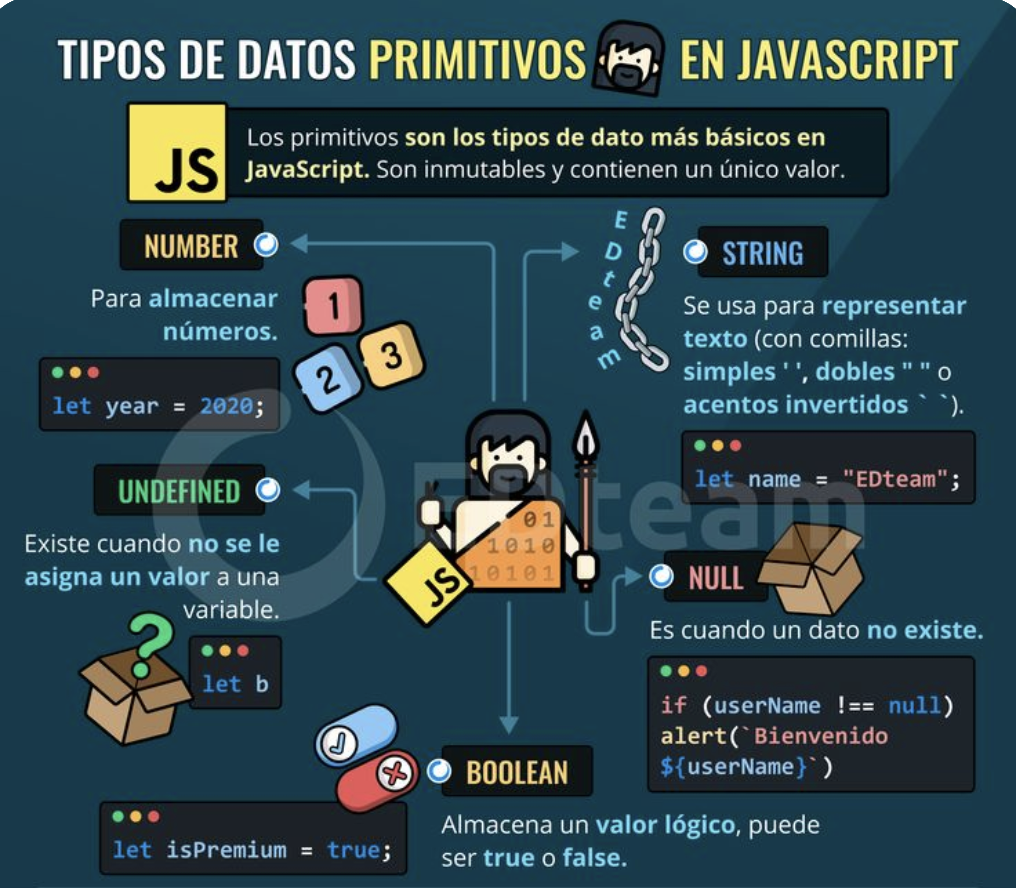 TIPOS DE DATOS PRIMITIVOS EN JAVASCRIPT
JS
Los primitivos son los tipos de dato más básicos en
JavaScript. Son inmutables y contienen un único valor.
NUMBER
Para almacenar
números.
1
2
3
let year = 2020;
EDteam
STRING
Se usa para representar
texto (con comillas:
simples ' ', dobles " " o
acentos invertidos ` `).
let name = "EDteam";
UNDEFINED
Existe cuando no se le
asigna un valor a una
variable.
?
let b
01
1010
10101
JS
EDteam
NULL
Es cuando un dato no existe.
if (userName !== null)
alert(`Bienvenido
${userName}`)
BOOLEAN
Almacena un valor lógico, puede
ser true o false.
let isPremium = true;